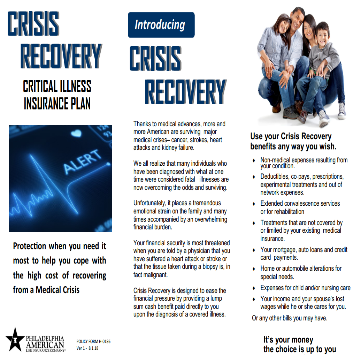 CRISIS
RECOVERY
CRITICAL ILLNESS
INSURANCE PLAN
ALERT
Protection when you need it
most to help you cope with
the high cost of recovering
from a Medical Crisis
PHILADELPHIA
AMERICAN
LIFE INSURANCE COMPANY
Introducing
CRISIS
RECOVERY
Thanks to medical advances, more and
more American are surviving major
medical crises– cancer, strokes, heart
attacks and kidney failure.
We all realize that many individuals who
have been diagnosed with what at one
time were considered fatal illnesses are
now overcoming the odds and surviving.
Unfortunately, it places a tremendous
emotional strain on the family and many
times accompanied by an overwhelming
financial burden.
Your financial security is most threatened
when you are told by a physician that you
have suffered a heart attack or stroke or
that the tissue taken during a biopsy is, in
fact malignant.
Crisis Recovery is designed to ease the
financial pressure by providing a lump
sum cash benefit paid directly to you
upon the diagnosis of a covered illness.
Use your Crisis Recovery
benefits any way you wish.
Non-medical expenses resulting from
your condition.
Deductibles, co-pays, prescriptions,
experimental treatments and out of
network expenses.
Extended convalescence services
or for rehabilitation
Treatments that are not covered by
or limited by your existing medical
insurance.
Your mortgage, auto loans and credit
card payments.
Home or automobile alterations for
special needs.
Expenses for child and/or nursing care
Your income and your spouse's lost
wages while he or she cares for you.
Or any other bills you may have.
It's your money
the choice is up to you